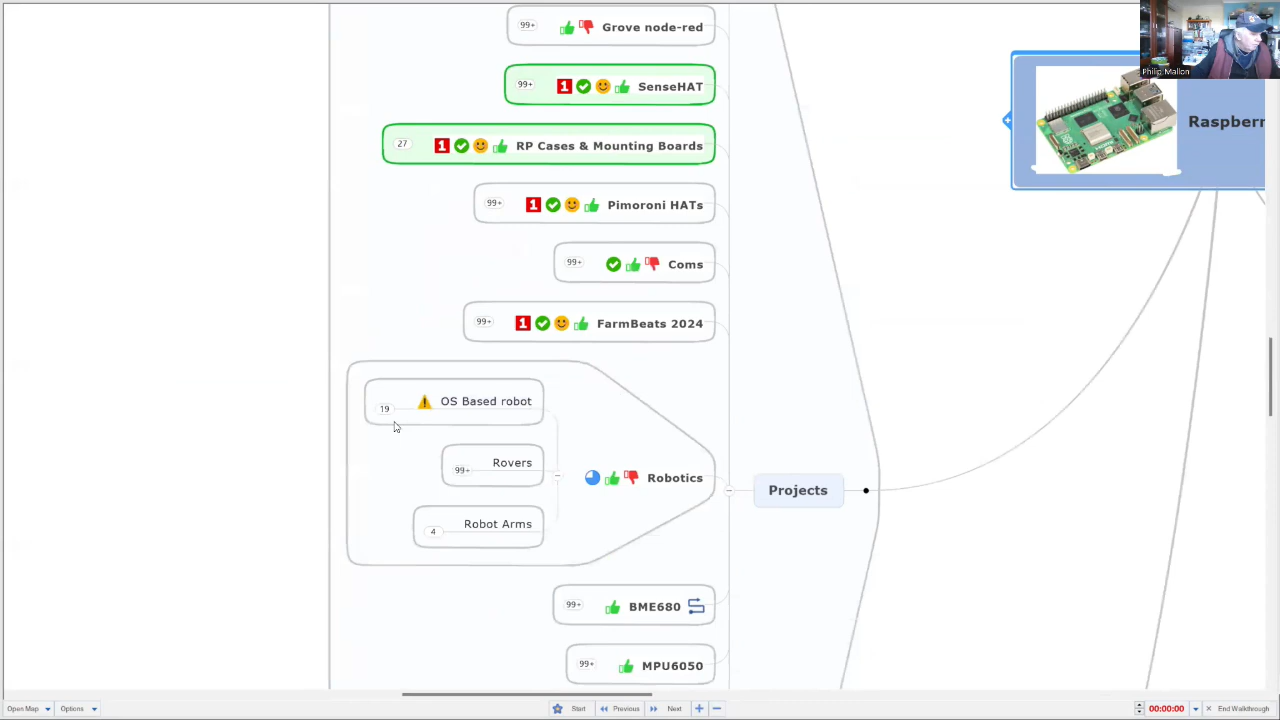 99+ Grove node-red
99+ 1 SenseHAT
27 1 RP Cases & Mounting Boards
99+ 1 Pimoroni HATs
99+ Coms
99+ 1 FarmBeats 2024
19 OS Based robot
99+ Rovers
4 Robot Arms
Robotics
99+ BME680
99+ MPU6050
Projects
Raspberr
Philip Mallon
Open Map Options Start Previous Next 00:00:00 End Walkthrough